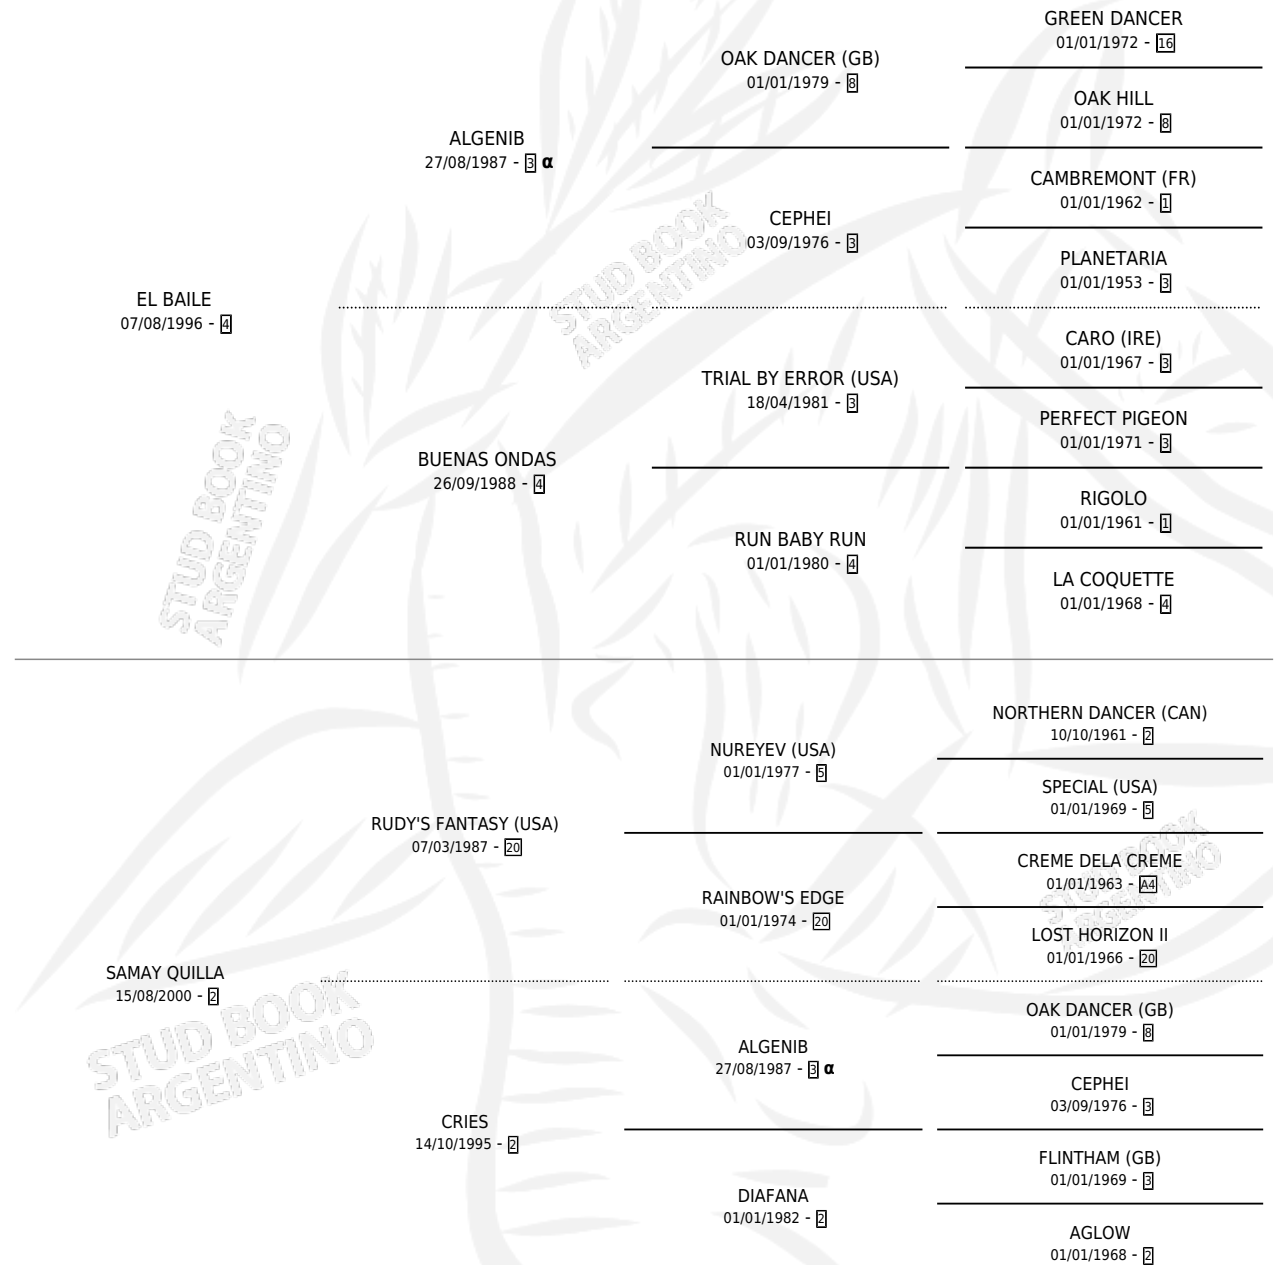 GREEN DANCER
01/01/1972 - 16
OAK DANCER (GB)
01/01/1979 - 8
OAK HILL
01/01/1972 - 8
ALGENIB
27/08/1987 - 3 α
CAMBREMONT (FR)
01/01/1962 - 1
CEPHEI
03/09/1976 - 3
PLANETARIA
01/01/1953 - 3
EL BAILE
07/08/1996 - 4
CARO (IRE)
01/01/1967 - 3
TRIAL BY ERROR (USA)
18/04/1981 - 3
PERFECT PIGEON
01/01/1971 - 3
BUENAS ONDAS
26/09/1988 - 4
RIGOLO
01/01/1961 - 1
RUN BABY RUN
01/01/1980 - 4
LA COQUETTE
01/01/1968 - 4
NORTHERN DANCER (CAN)
10/10/1961 - 2
NUREYEV (USA)
01/01/1977 - 5
SPECIAL (USA)
01/01/1969 - 5
RUDY'S FANTASY (USA)
07/03/1987 - 20
CREME DELA CREME
01/01/1963 - A4
RAINBOW'S EDGE
01/01/1974 - 20
LOST HORIZON II
01/01/1966 - 20
SAMAY QUILLA
15/08/2000 - 2
OAK DANCER (GB)
01/01/1979 - 8
ALGENIB
27/08/1987 - 3 α
CEPHEI
03/09/1976 - 3
CRIES
14/10/1995 - 2
FLINTHAM (GB)
01/01/1969 - 3
DIAFANA
01/01/1982 - 2
AGLOW
01/01/1968 - 2
STUD BOOK
ARGENTINO
STUD BOOK
ARGENTINO
STUD BOOK
ARGENTINO
STUD BOOK
ARGENTINO